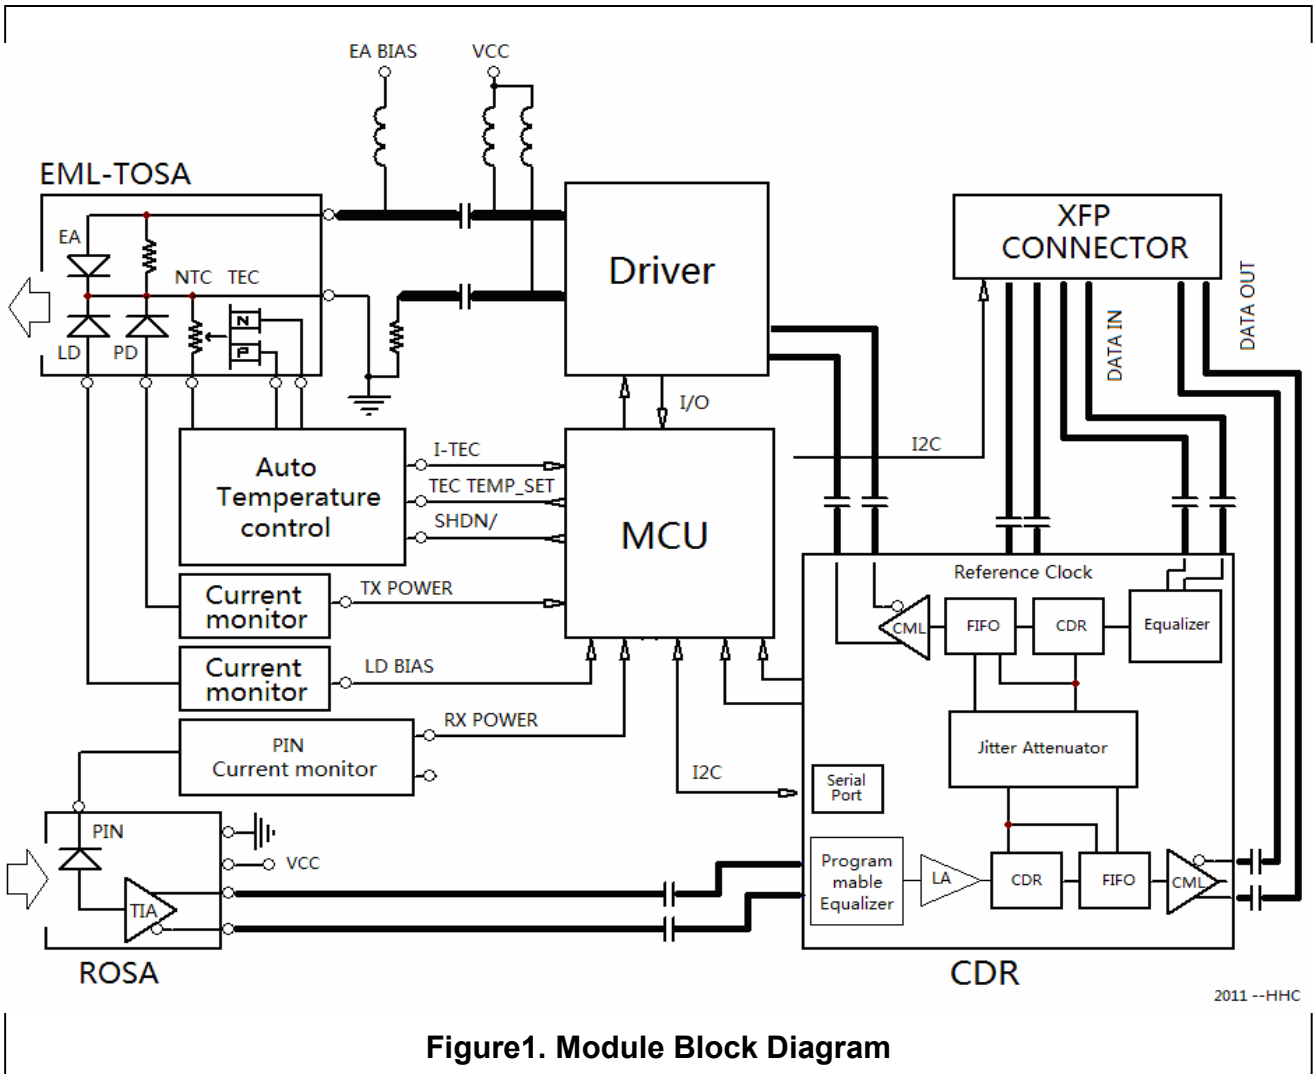 EA BIAS
VCC
EML-TOSA
EA
NTC TEC
N
P
LD
PD
Driver
XFP
CONNECTOR
DATA IN
DATA OUT
I/O
I2C
Auto
Temperature
control
I-TEC
TEC TEMP_SET
SHDN/
MCU
Current
monitor
TX POWER
Current
monitor
LD BIAS
PIN
Current monitor
RX POWER
I2C
Reference Clock
CML
FIFO
CDR
Equalizer
Jitter Attenuator
Serial
Port
PIN
VCC
TIA
ROSA
Program
mable
Equalizer
LA
CDR
FIFO
CML
CDR
2011 --HHC
Figure1. Module Block Diagram